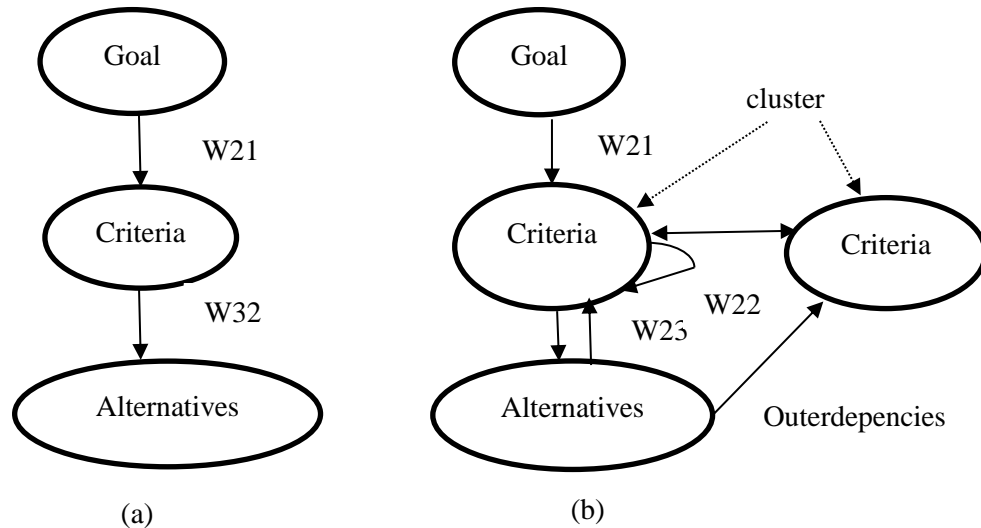 Goal
W21
Criteria
W32
Alternatives
(a)
Goal
cluster
W21
Criteria
Criteria
W22
W23
Alternatives
Outerdepencies
(b)